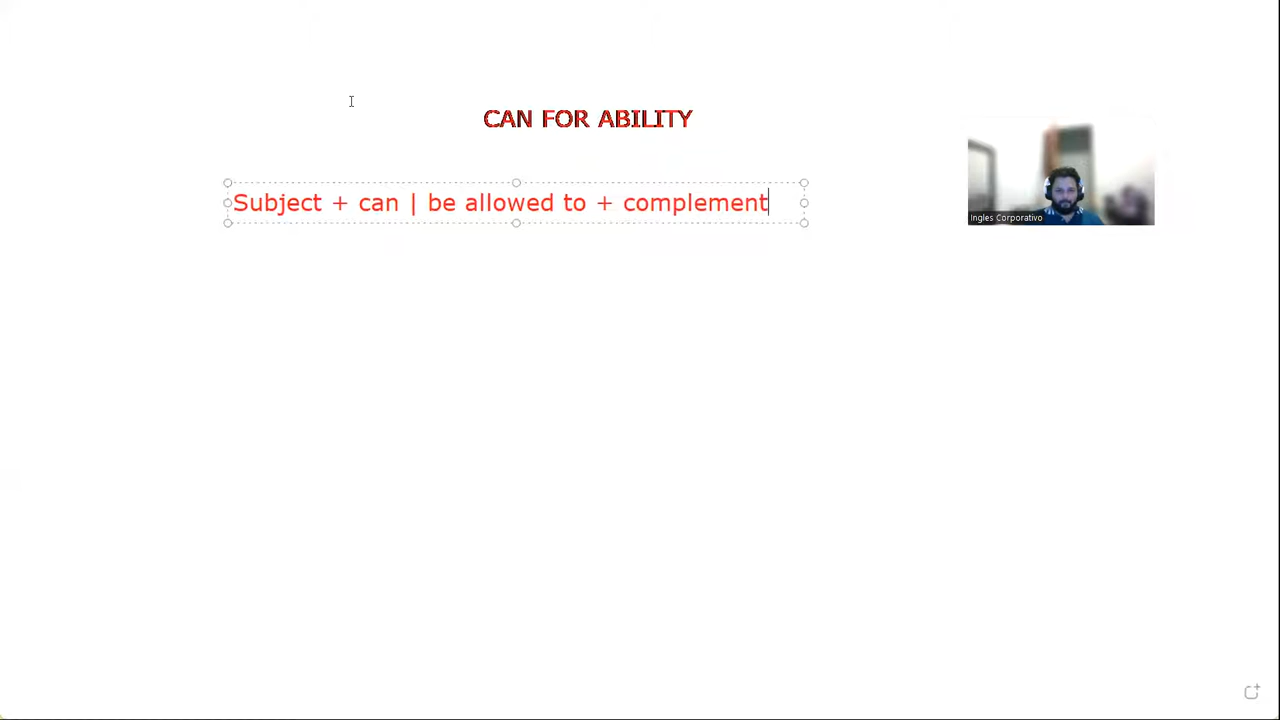 CAN FOR ABILITY
Subject + can | be allowed to + complement
Ingles Corporativo